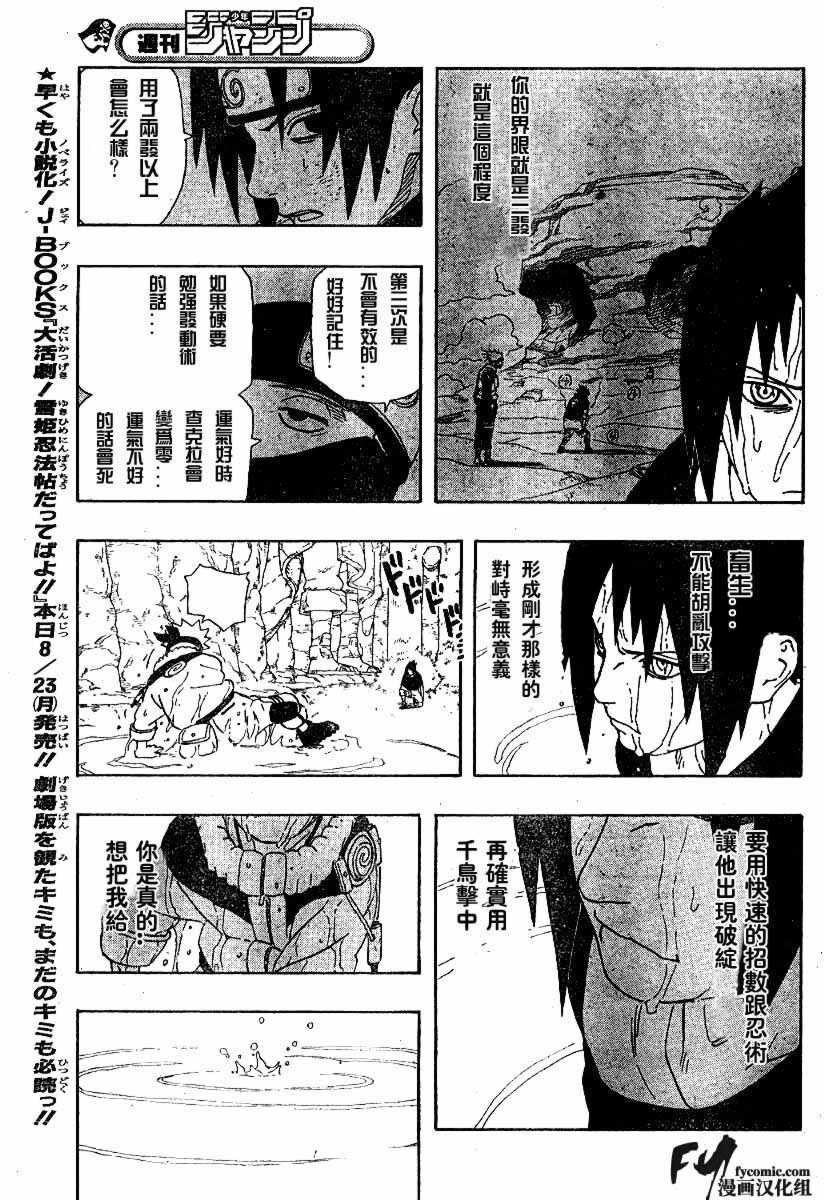 週刊
少年
ジャンプ
你的界限就是二發
就是這個程度
用了兩發以上
會怎么樣?
第三次是
不會有效的...
好好記住!
如果硬要
勉强發動術
的話...
運氣好時
查克拉會
變爲零...
運氣不好
的話會死
畜生...
不能胡亂攻擊
形成剛才那樣的
對峙毫無意義
ドドド
要用快速的招數跟忍術
讓他出現破綻
再確實用
千鳥擊中
你是真的...
想把我給
★早くも小説化!J-BOOKS『大活劇!雪姫忍法帖だってばよ!!』本日8/23(月)発売!!劇場版を観たキミも、まだのキミも必読っ!!
FY
fycomic.com
漫画汉化组